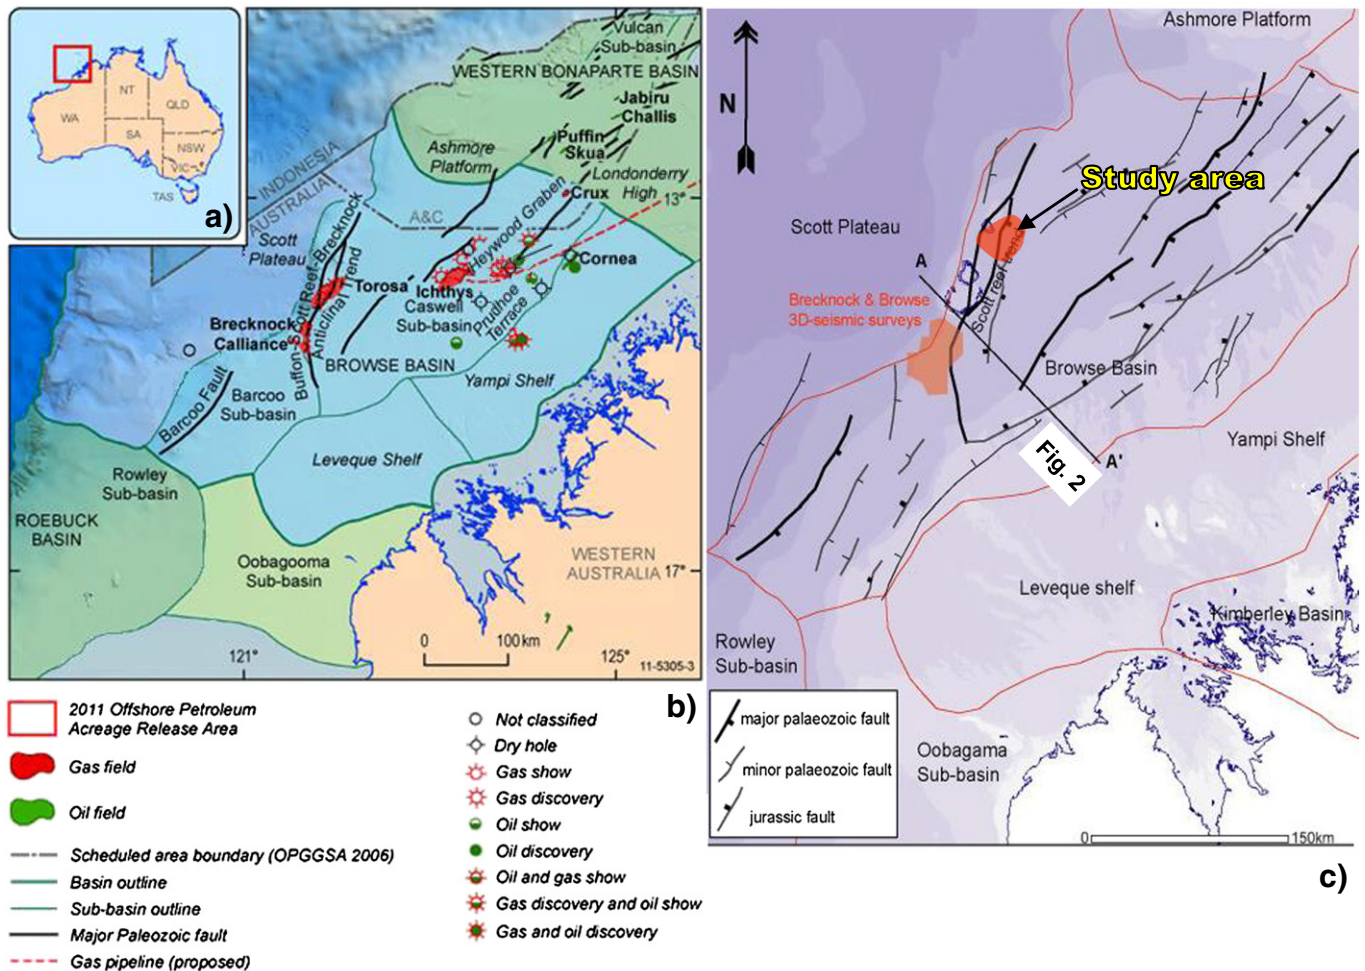 WA
NT
QLD
SA
NSW
VIC
TAS
a)
Vulcan
Sub-basin
WESTERN BONAPARTE BASIN
Jabiru
Challis
Puffin
Skua
Ashmore
Platform
Londonderry
High
INDONESIA
AUSTRALIA
Crux
13°
A&C
Heywood Graben
Scott
Plateau
Buffon-Scott Reef-Brecknock
Anticlinal Trend
Torosa
Ichthys
Cornea
Caswell
Sub-basin
Prudhoe
Terrace
Brecknock
Calliance
BROWSE BASIN
Yampi Shelf
Barcoo Fault
Barcoo
Sub-basin
Leveque Shelf
Rowley
Sub-basin
ROEBUCK
BASIN
Oobagooma
Sub-basin
WESTERN
AUSTRALIA
17°
0
100km
121°
125°
11-5305-3
b)
2011 Offshore Petroleum
Acreage Release Area
Gas field
Oil field
Scheduled area boundary (OPGGSA 2006)
Basin outline
Sub-basin outline
Major Paleozoic fault
Gas pipeline (proposed)
Not classified
Dry hole
Gas show
Gas discovery
Oil show
Oil discovery
Oil and gas show
Gas discovery and oil show
Gas and oil discovery
Ashmore Platform
N
Study area
Scott Plateau
A
Scott reef trend
Brecknock & Browse
3D-seismic surveys
Browse Basin
Yampi Shelf
Fig. 2
A'
Leveque shelf
Kimberley Basin
Rowley
Sub-basin
Oobagama
Sub-basin
major palaeozoic fault
minor palaeozoic fault
jurassic fault
0
150km
c)